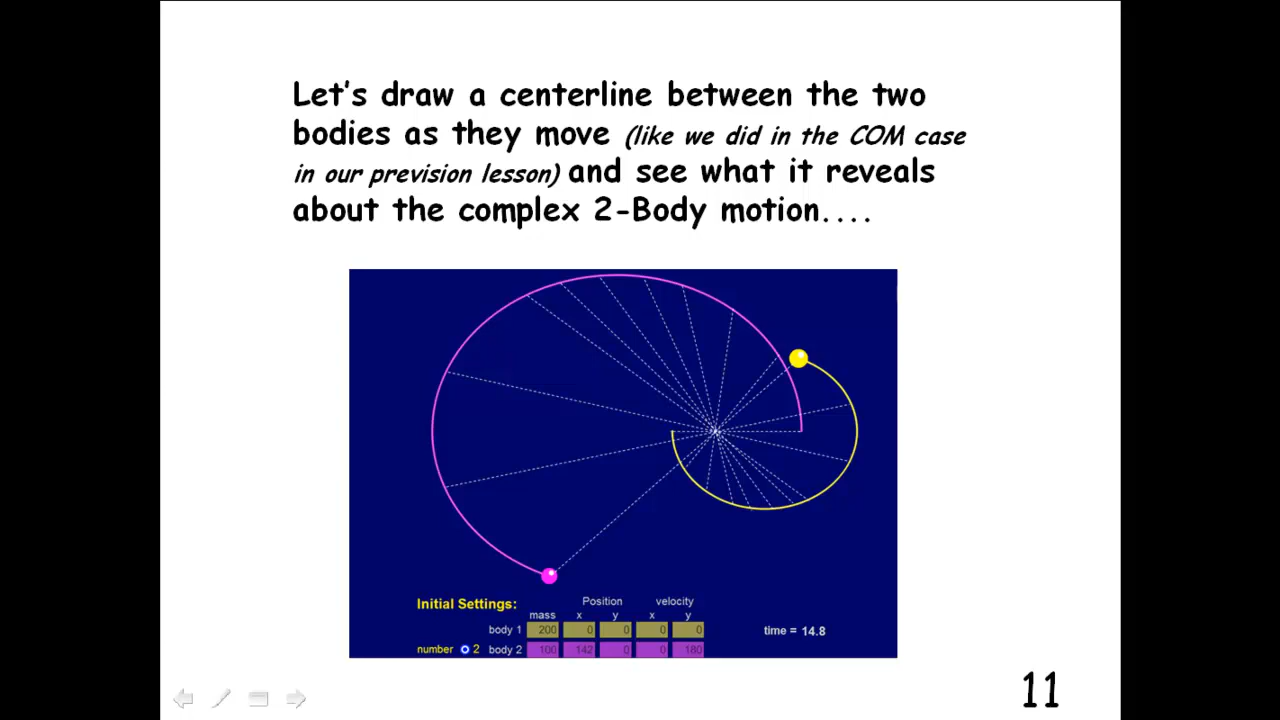 Let's draw a centerline between the two
bodies as they move (like we did in the COM case
in our prevision lesson) and see what it reveals
about the complex 2-Body motion....
Initial Settings:
Position velocity
mass x y x y
body 1 200 0 0 0 0
time = 14.8
number 2 body 2 100 142 0 0 180
11